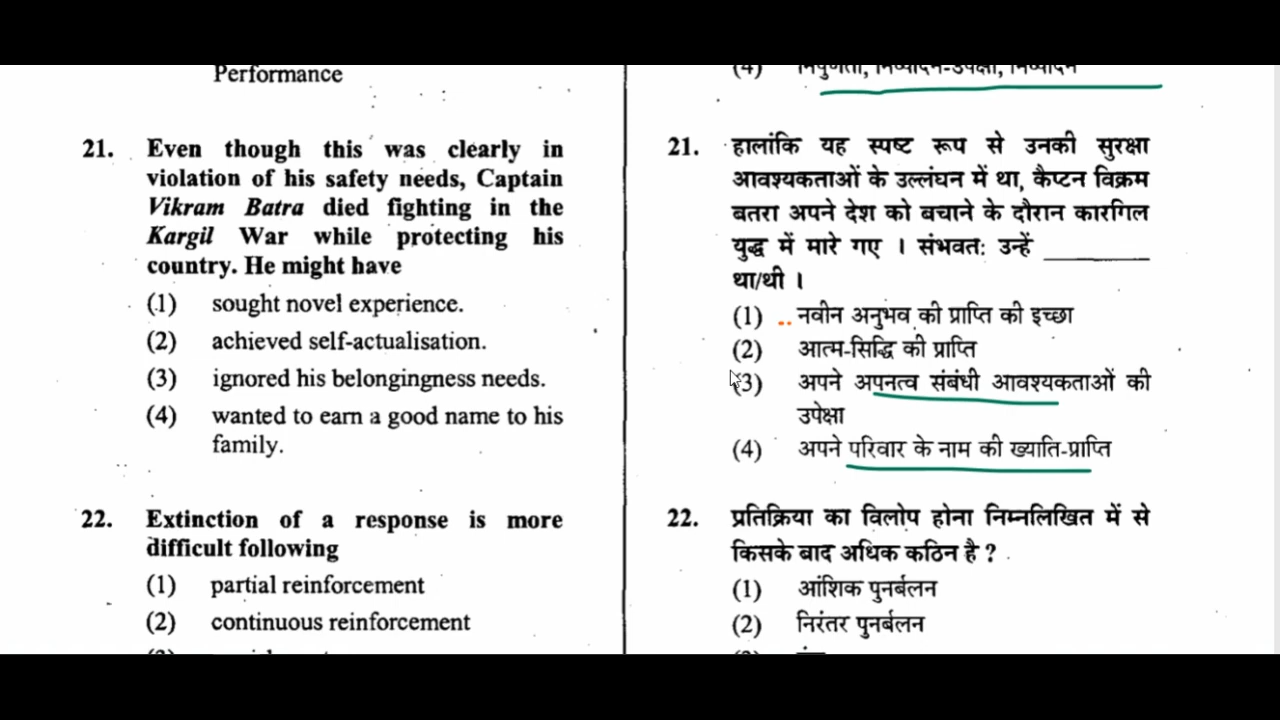 Performance
21. Even though this was clearly in
violation of his safety needs, Captain
Vikram Batra died fighting in the
Kargil War while protecting his
country. He might have
(1) sought novel experience.
(2) achieved self-actualisation.
(3) ignored his belongingness needs.
(4) wanted to earn a good name to his
family.
22. Extinction of a response is more
difficult following
(1) partial reinforcement
(2) continuous reinforcement
(4) निपुणता, निष्पादन-उपेक्षा, निष्पादन
21. हालांकि यह स्पष्ट रूप से उनकी सुरक्षा
आवश्यकताओं के उल्लंघन में था, कैप्टन विक्रम
बतरा अपने देश को बचाने के दौरान कारगिल
युद्ध में मारे गए । संभवतः उन्हें ________
था/थी ।
(1) नवीन अनुभव की प्राप्ति की इच्छा
(2) आत्म-सिद्धि की प्राप्ति
(3) अपने अपनत्व संबंधी आवश्यकताओं की
उपेक्षा
(4) अपने परिवार के नाम की ख्याति-प्राप्ति
22. प्रतिक्रिया का विलोप होना निम्नलिखित में से
किसके बाद अधिक कठिन है ?
(1) आंशिक पुनर्बलन
(2) निरंतर पुनर्बलन